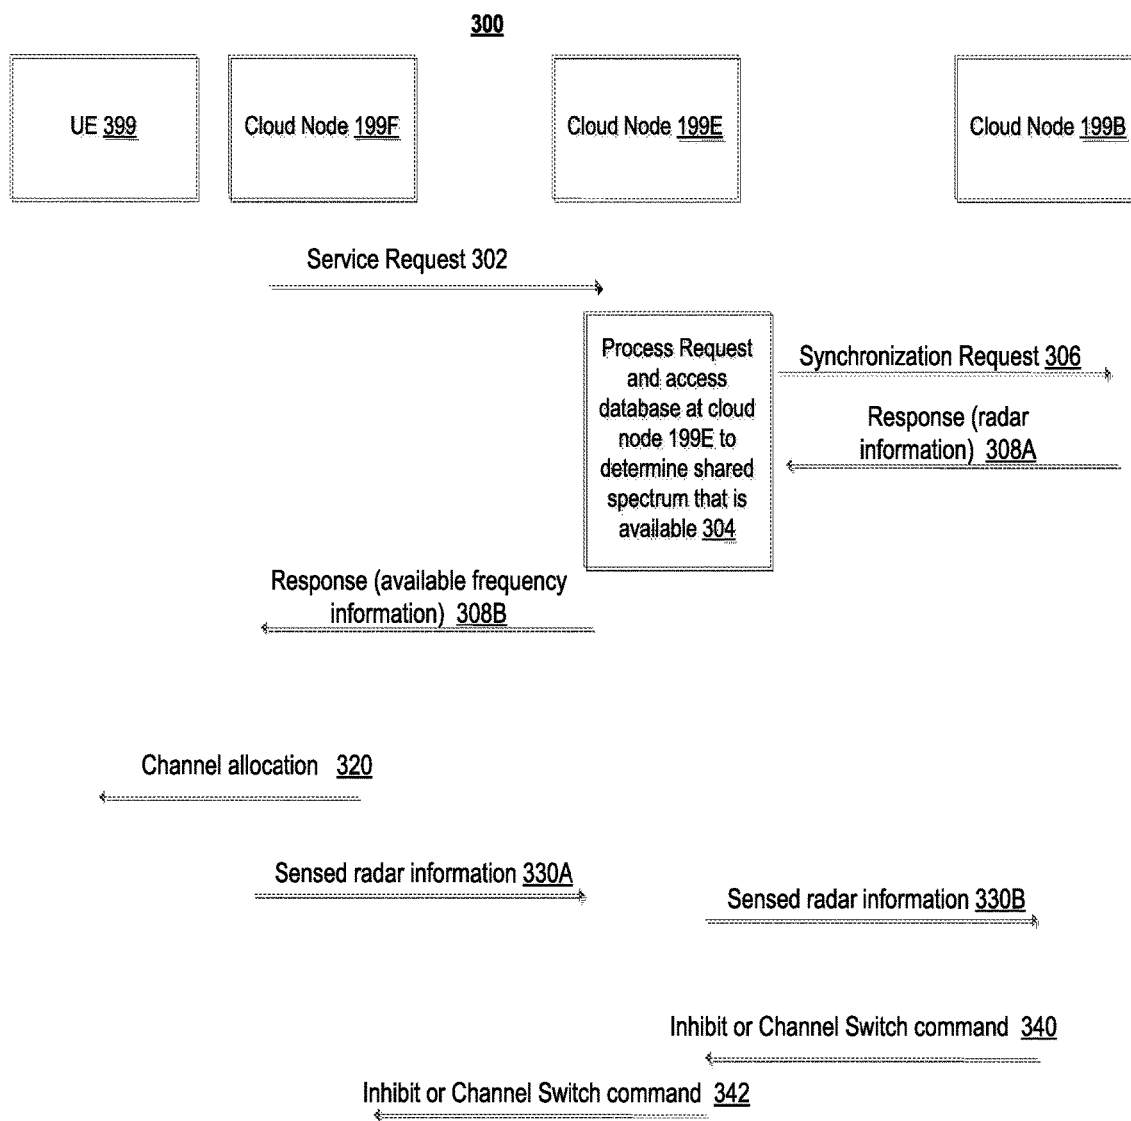 300
UE 399
Cloud Node 199F
Cloud Node 199E
Cloud Node 199B
Service Request 302
Process Request
and access
database at cloud
node 199E to
determine shared
spectrum that is
available 304
Synchronization Request 306
Response (radar
information) 308A
Response (available frequency
information) 308B
Channel allocation 320
Sensed radar information 330A
Sensed radar information 330B
Inhibit or Channel Switch command 340
Inhibit or Channel Switch command 342